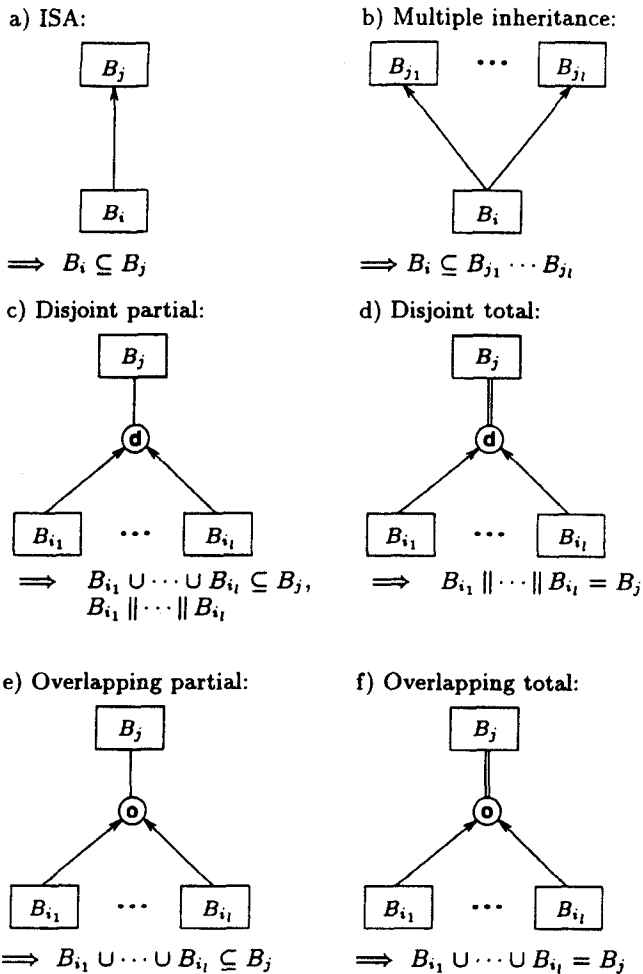 a) ISA:
B_j
B_i
⟹ B_i ⊆ B_j
b) Multiple inheritance:
B_{j_1} ··· B_{j_l}
B_i
⟹ B_i ⊆ B_{j_1} ··· B_{j_l}
c) Disjoint partial:
B_j
d
B_{i_1} ··· B_{i_l}
⟹ B_{i_1} ∪ ··· ∪ B_{i_l} ⊆ B_j,
B_{i_1} ∥ ··· ∥ B_{i_l}
d) Disjoint total:
B_j
d
B_{i_1} ··· B_{i_l}
⟹ B_{i_1} ∥ ··· ∥ B_{i_l} = B_j
e) Overlapping partial:
B_j
o
B_{i_1} ··· B_{i_l}
⟹ B_{i_1} ∪ ··· ∪ B_{i_l} ⊆ B_j
f) Overlapping total:
B_j
o
B_{i_1} ··· B_{i_l}
⟹ B_{i_1} ∪ ··· ∪ B_{i_l} = B_j